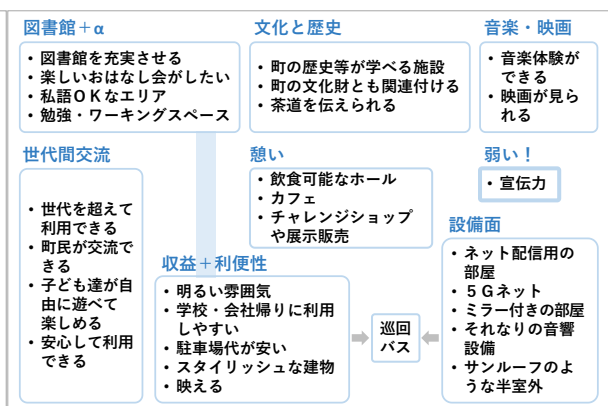 図書館＋α
・図書館を充実させる
・楽しいおはなし会がしたい
・私語ＯＫなエリア
・勉強・ワーキングスペース
文化と歴史
・町の歴史等が学べる施設
・町の文化財とも関連付ける
・茶道を伝えられる
音楽・映画
・音楽体験が
できる
・映画が見ら
れる
世代間交流
・世代を超えて
利用できる
・町民が交流で
きる
・子ども達が自
由に遊べて
楽しめる
・安心して利用
できる
憩い
・飲食可能なホール
・カフェ
・チャレンジショップ
や展示販売
弱い！
・宣伝力
収益＋利便性
・明るい雰囲気
・学校・会社帰りに利用
しやすい
・駐車場代が安い
・スタイリッシュな建物
・映える
巡回
バス
設備面
・ネット配信用の
部屋
・５Ｇネット
・ミラー付きの部屋
・それなりの音響
設備
・サンルーフのよ
うな半室外